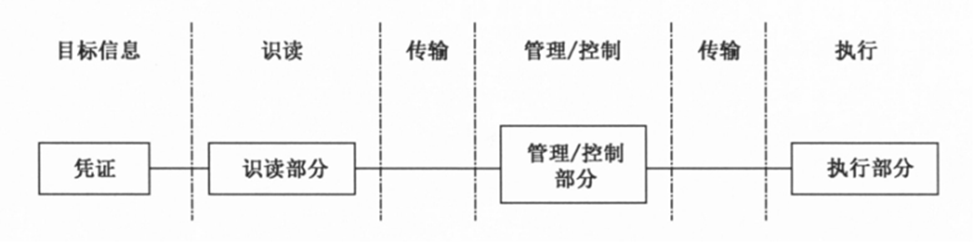 目标信息 识读 传输 管理/控制 传输 执行
凭证 识读部分 管理/控制 部分 执行部分